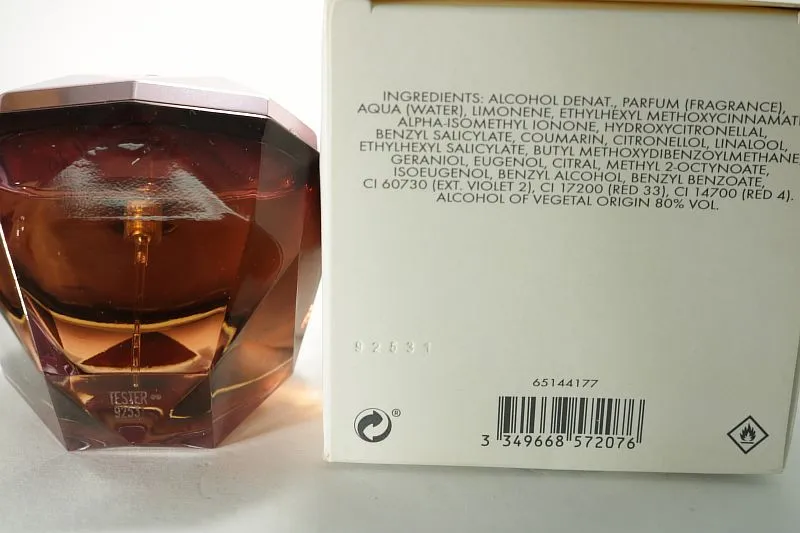 INGREDIENTS: ALCOHOL DENAT., PARFUM (FRAGRANCE),
AQUA (WATER), LIMONENE, ETHYLHEXYL METHOXYCINNAMAT
ALPHA-ISOMETHYL IONONE, HYDROXYCITRONELLAL,
BENZYL SALICYLATE, COUMARIN, CITRONELLOL, LINALOOL,
ETHYLHEXYL SALICYLATE, BUTYL METHOXYDIBENZOYLMETHANE
GERANIOL, EUGENOL, CITRAL, METHYL 2-OCTYNOATE,
ISOEUGENOL, BENZYL ALCOHOL, BENZYL BENZOATE,
CI 60730 (EXT. VIOLET 2), CI 17200 (RED 33), CI 14700 (RED 4).
ALCOHOL OF VEGETAL ORIGIN 80% VOL.
92531
65144177
3 349668 572076
®
TESTER
9253